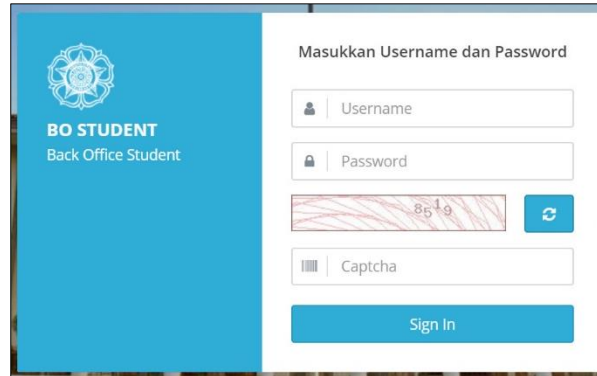 Masukkan Username dan Password
BO STUDENT
Back Office Student
Username
Password
8519
Captcha
Sign In